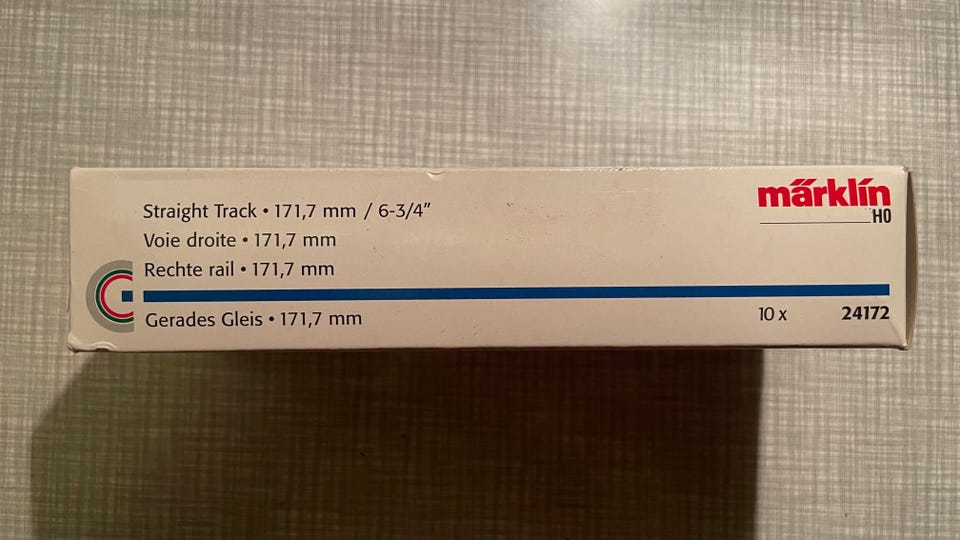 märklín
H0
Straight Track • 171,7 mm / 6-3/4”
Voie droite • 171,7 mm
Rechte rail • 171,7 mm
Gerades Gleis • 171,7 mm 10 x 24172